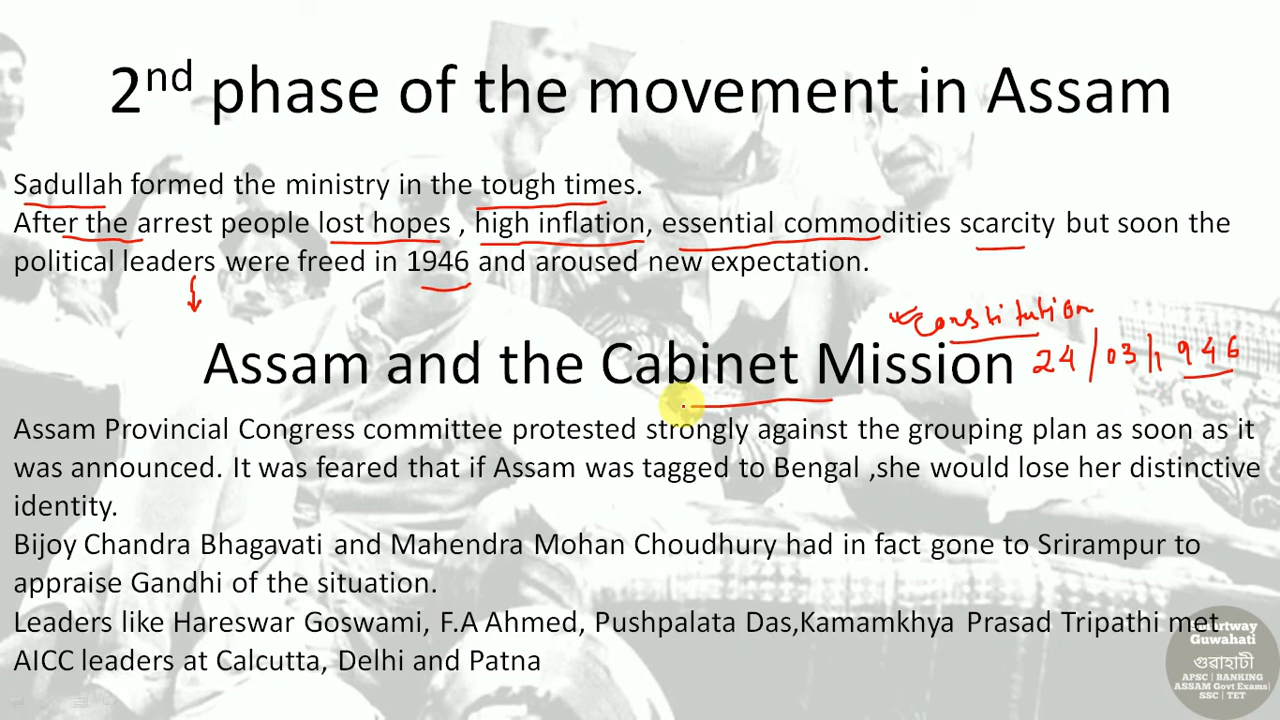 2nd phase of the movement in Assam
Sadullah formed the ministry in the tough times.
After the arrest people lost hopes , high inflation, essential commodities scarcity but soon the
political leaders were freed in 1946 and aroused new expectation.
Constitution
Assam and the Cabinet Mission 24/03/1946
Assam Provincial Congress committee protested strongly against the grouping plan as soon as it
was announced. It was feared that if Assam was tagged to Bengal ,she would lose her distinctive
identity.
Bijoy Chandra Bhagavati and Mahendra Mohan Choudhury had in fact gone to Srirampur to
appraise Gandhi of the situation.
Leaders like Hareswar Goswami, F.A Ahmed, Pushpalata Das,Kamamkhya Prasad Tripathi met
AICC leaders at Calcutta, Delhi and Patna
Guwahati
গুৱাহাটী
APSC | BANKING
ASSAM Govt Exams|
SSC | TET